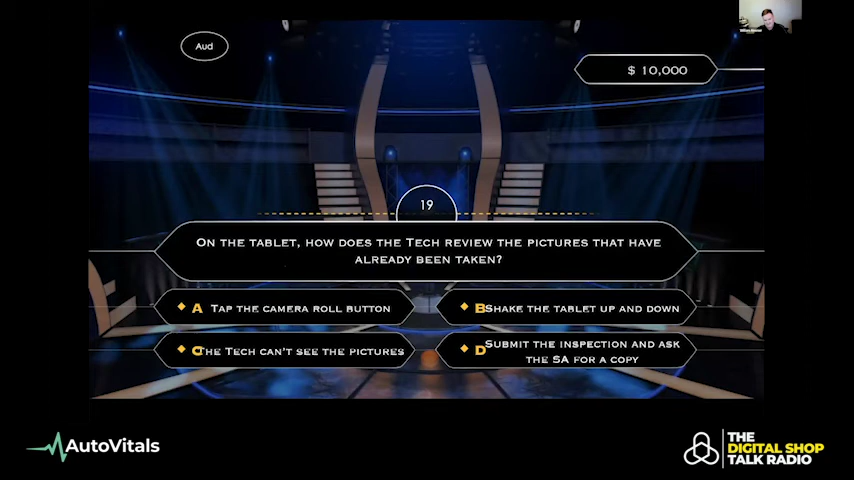 Aud
$ 10,000
19
On the tablet, how does the Tech review the pictures that have
already been taken?
A Tap the camera roll button
B Shake the tablet up and down
C The Tech can't see the pictures
D Submit the inspection and ask
the SA for a copy
AutoVitals
THE
DIGITAL SHOP
TALK RADIO